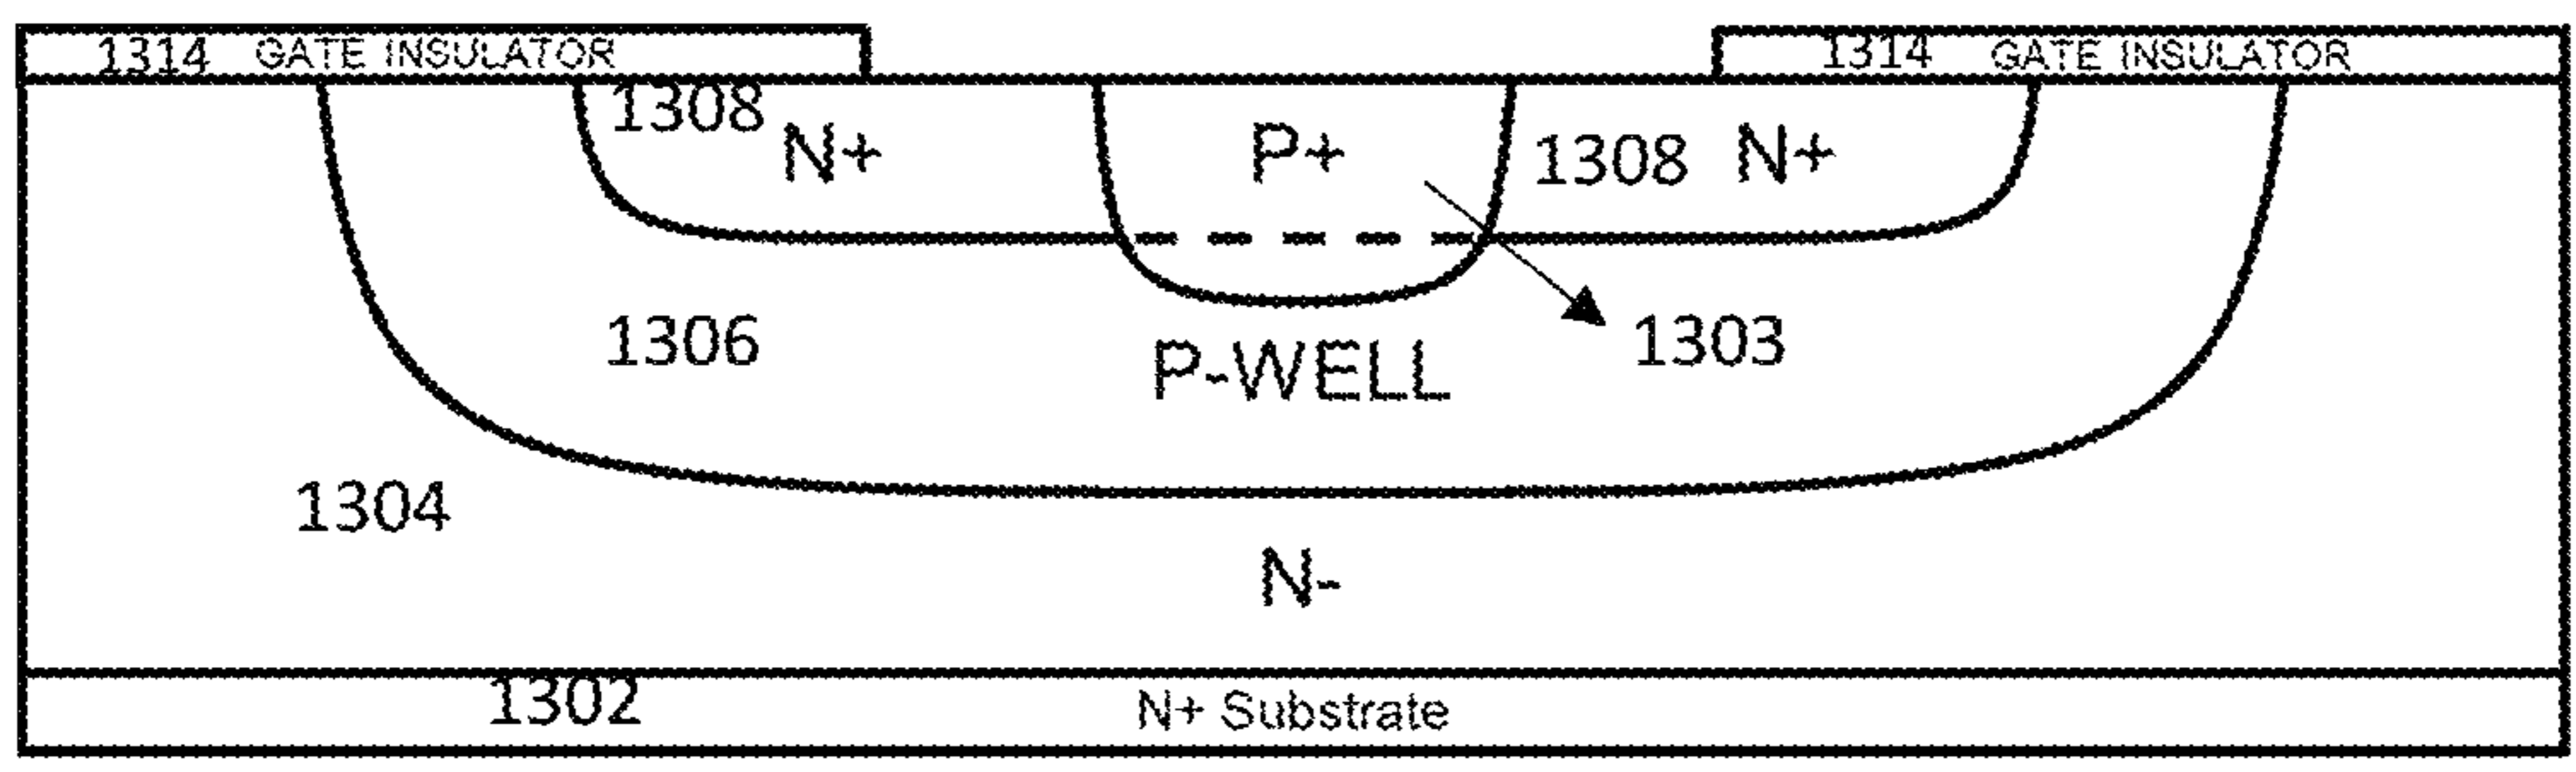 1314 GATE INSULATOR
1314 GATE INSULATOR
1308 N+
P+
1308 N+
1306
P-WELL
1303
1304
N-
1302
N+ Substrate